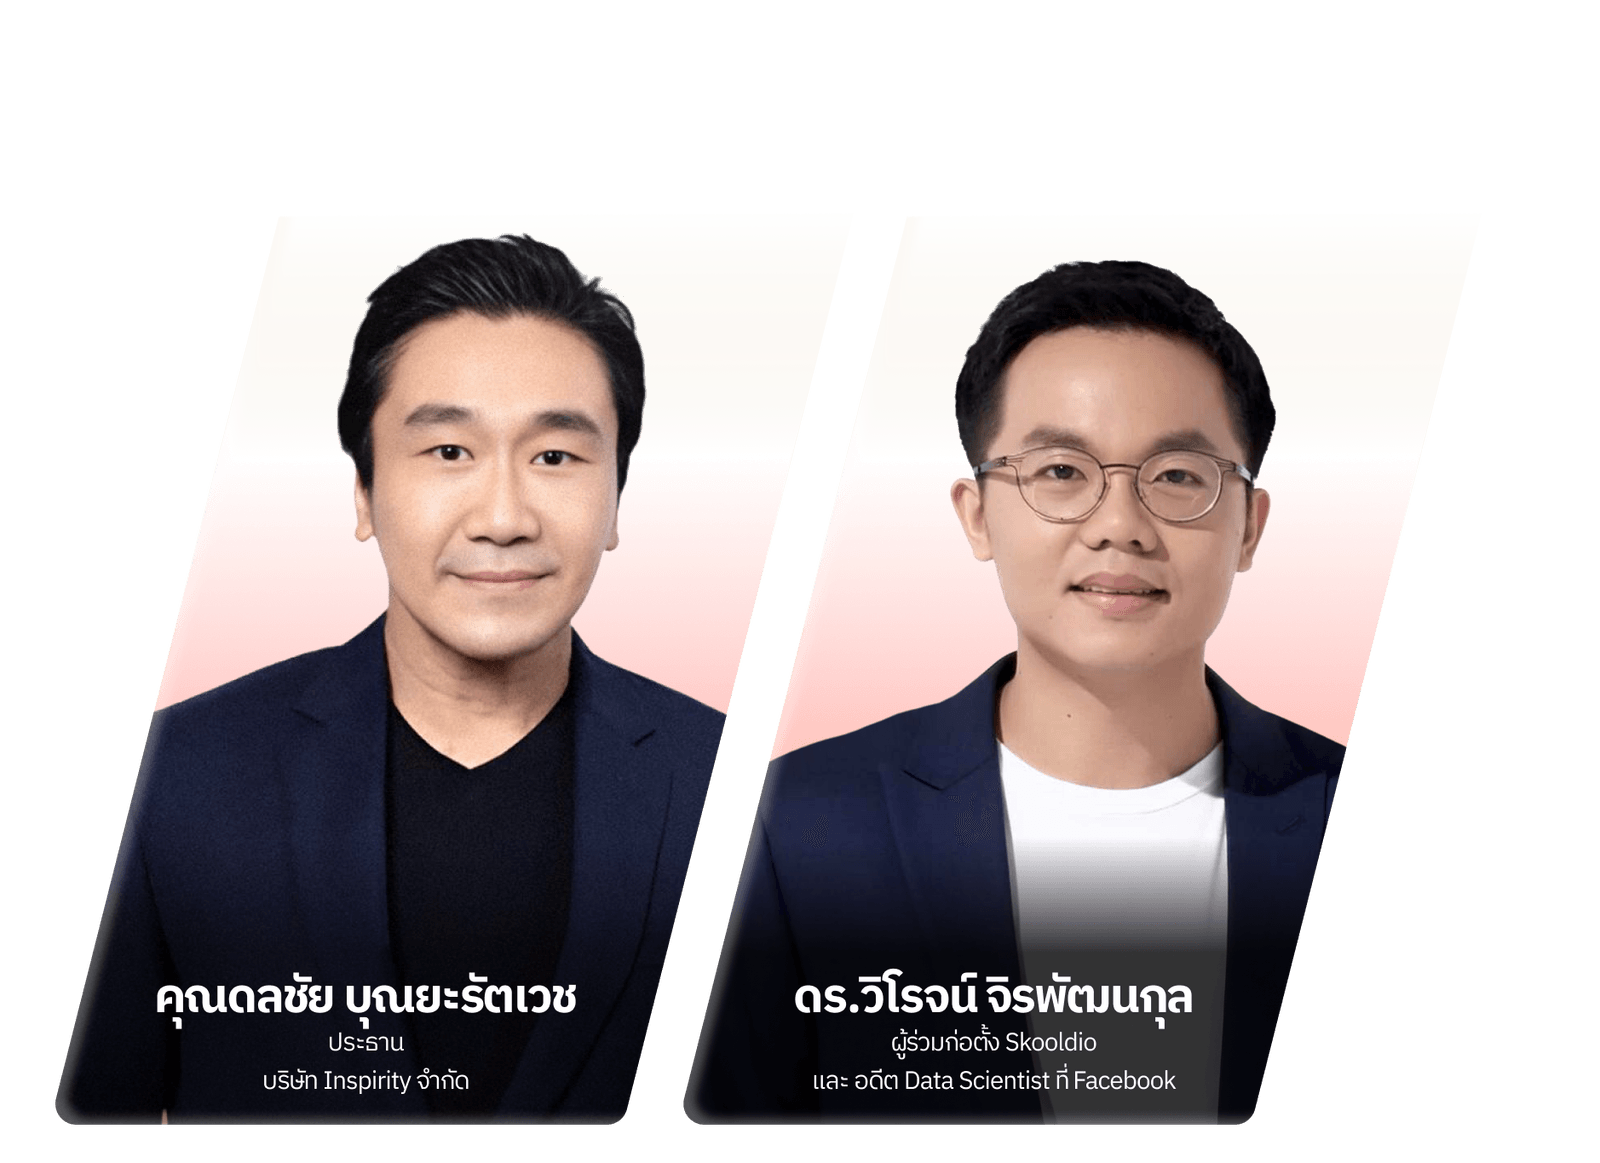 คุณดลชัย บุณยะรัตเวช
ประธาน
บริษัท Inspirity จำกัด
ดร.วิโรจน์ จิรพัฒนกุล
ผู้ร่วมก่อตั้ง Skooldio
และ อดีต Data Scientist ที่ Facebook